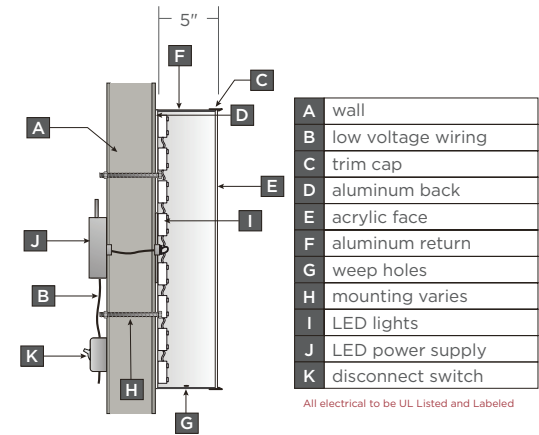 5"
F
C
A
D
E
I
J
B
K
H
G
A wall
B low voltage wiring
C trim cap
D aluminum back
E acrylic face
F aluminum return
G weep holes
H mounting varies
I LED lights
J LED power supply
K disconnect switch
All electrical to be UL Listed and Labeled